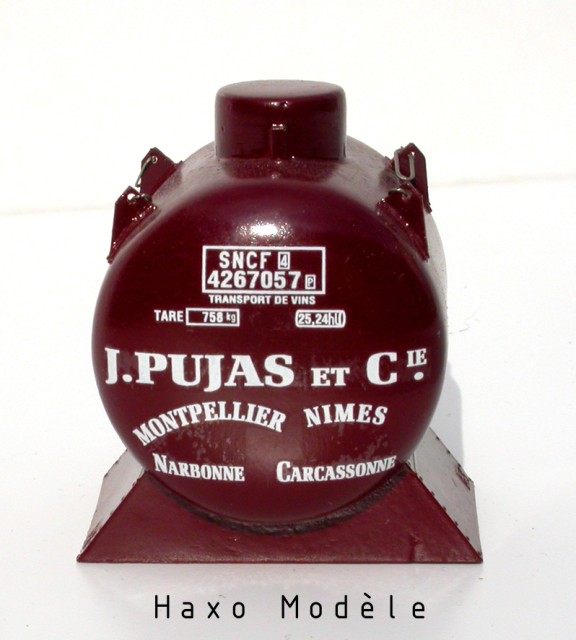 SNCF 4
4267057 P
TRANSPORT DE VINS
TARE 758 kg 25,24hl
J.PUJAS ET CIE.
MONTPELLIER NIMES
NARBONNE CARCASSONNE
Haxo Modèle